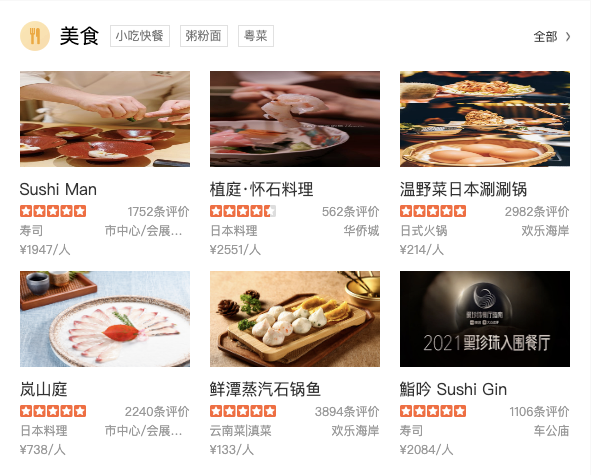 美食 小吃快餐 粥粉面 粤菜 全部
Sushi Man
1752条评价
寿司 市中心/会展...
¥1947/人
植庭·怀石料理
562条评价
日本料理 华侨城
¥2551/人
温野菜日本涮涮锅
2982条评价
日式火锅 欢乐海岸
¥214/人
岚山庭
2240条评价
日本料理 市中心/会展...
¥738/人
鲜潭蒸汽石锅鱼
3894条评价
云南菜|滇菜 欢乐海岸
¥133/人
2021黑珍珠入围餐厅
鮨吟 Sushi Gin
1106条评价
寿司 车公庙
¥2084/人